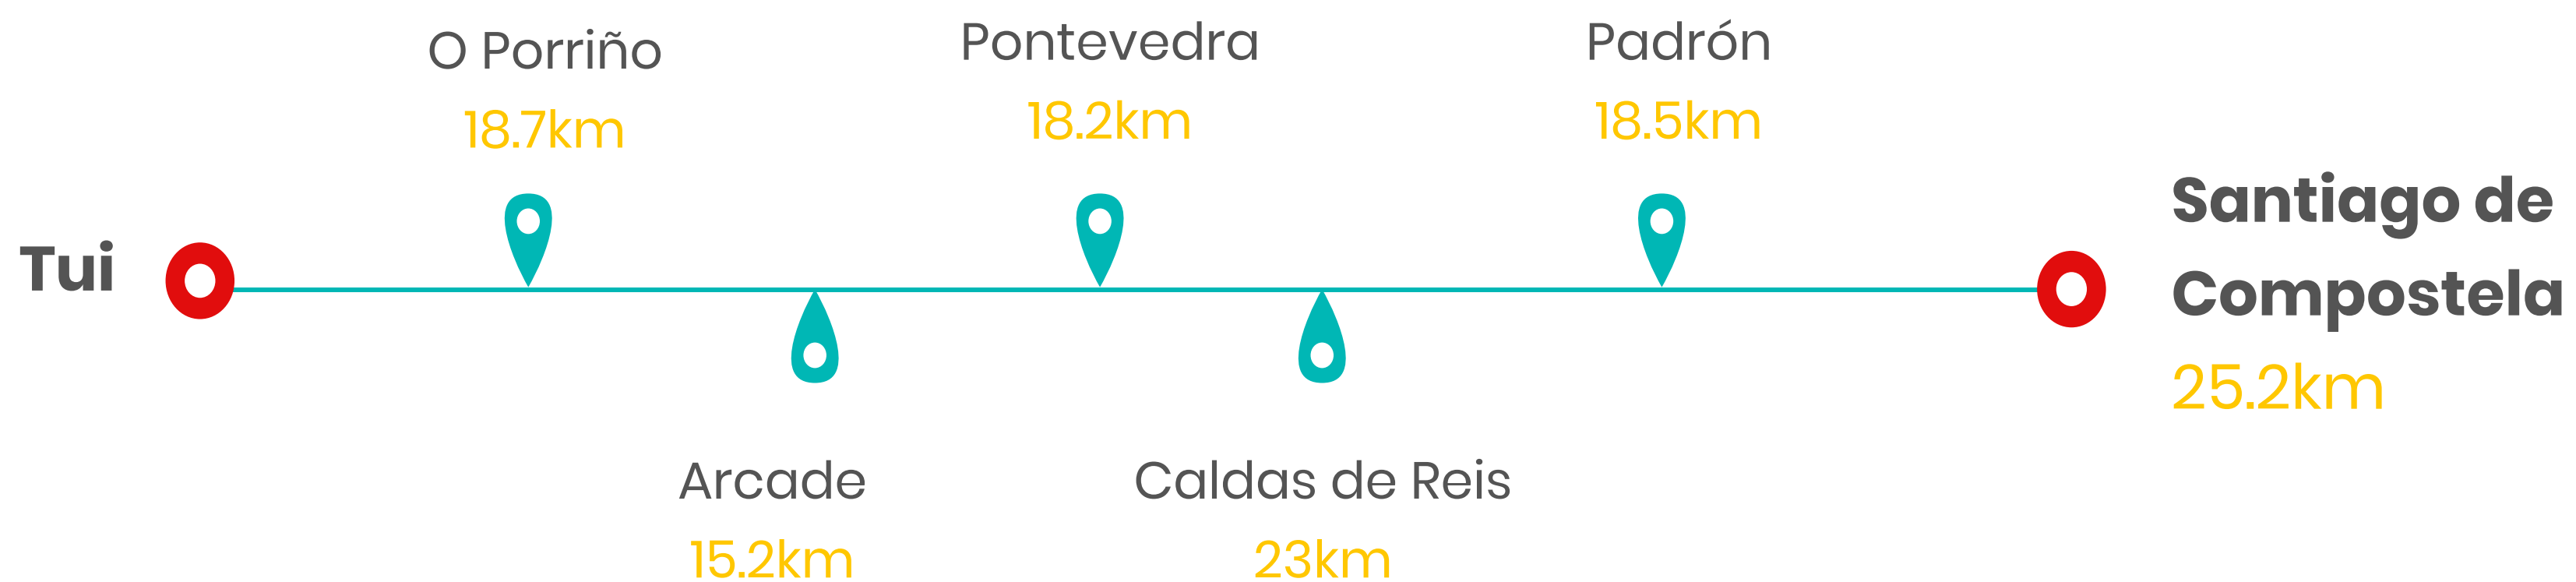 Tui
O Porriño
18.7km
Arcade
15.2km
Pontevedra
18.2km
Caldas de Reis
23km
Padrón
18.5km
Santiago de
Compostela
25.2km